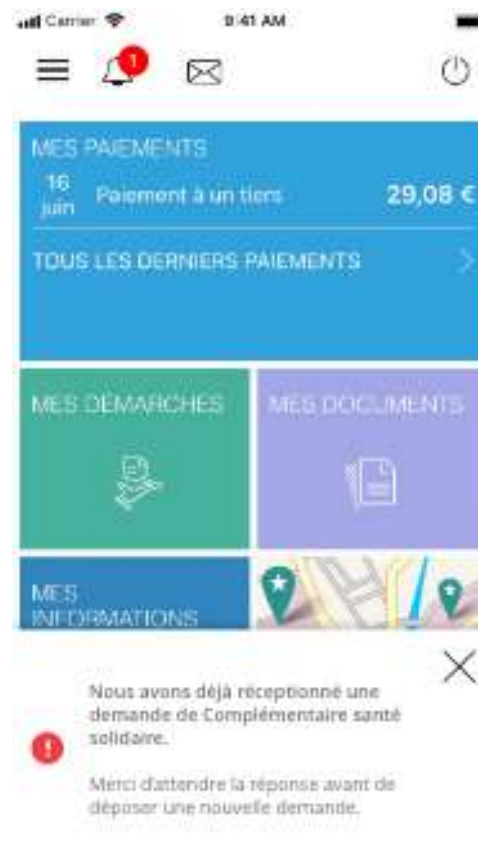 Carrier 9:41 AM
1
MES PAIEMENTS
16
juin
Paiement à un tiers
29,08 €
TOUS LES DERNIERS PAIEMENTS
MES DÉMARCHES
MES DOCUMENTS
MES
INFORMATIONS
Nous avons déjà réceptionné une
demande de Complémentaire santé
solidaire.
Merci d'attendre la réponse avant de
déposer une nouvelle demande.